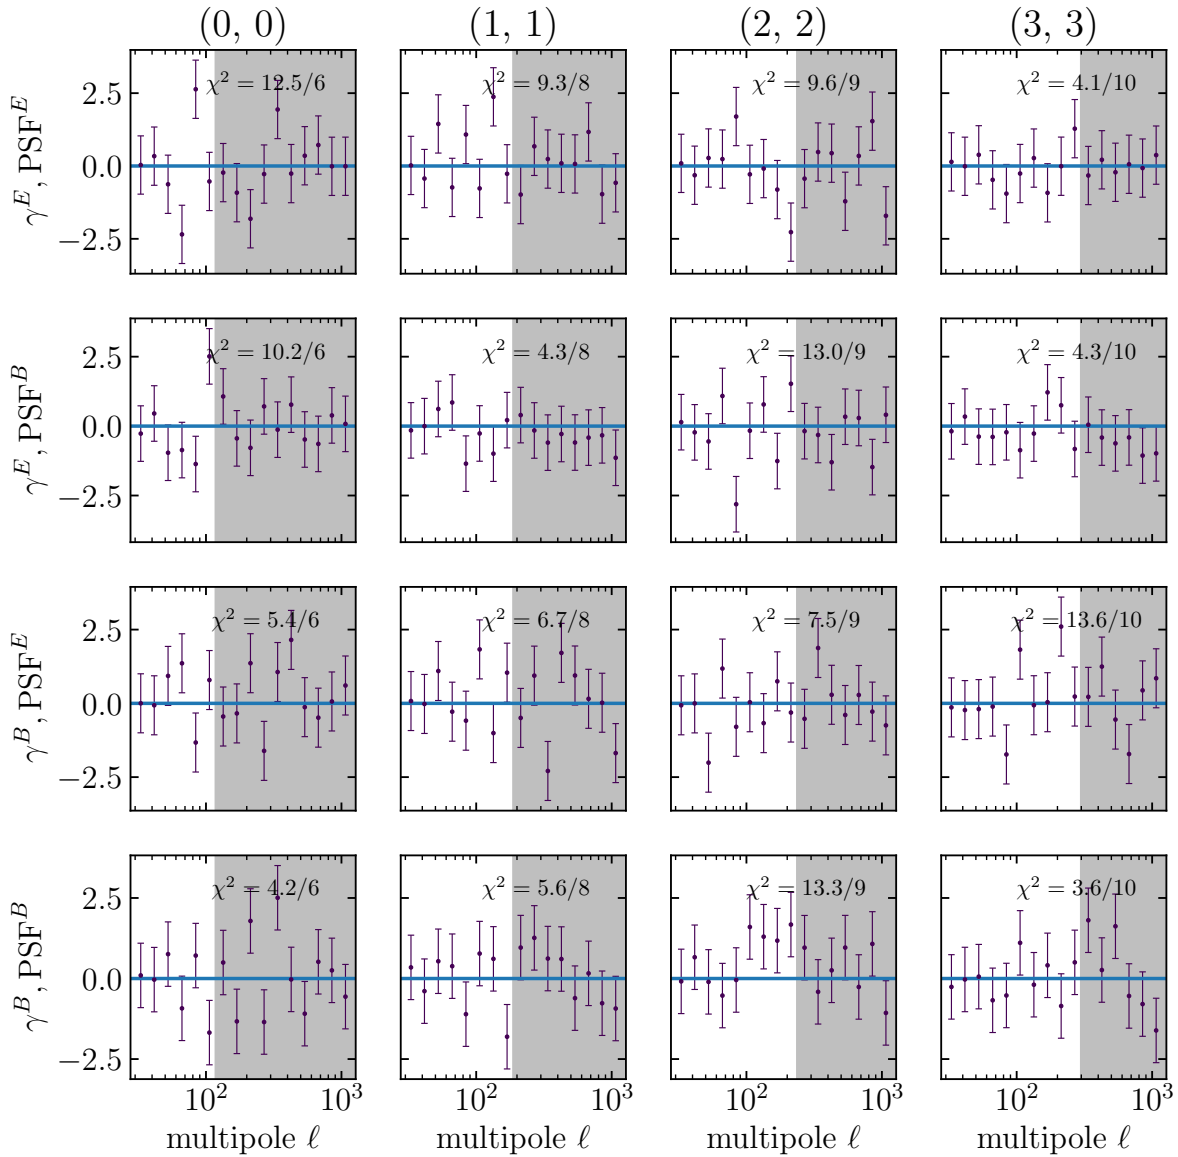 (0, 0) (1, 1) (2, 2) (3, 3)
γ^E, PSF^E
2.5
0.0
−2.5
χ² = 12.5/6
χ² = 9.3/8
χ² = 9.6/9
χ² = 4.1/10
γ^E, PSF^B
2.5
0.0
−2.5
χ² = 10.2/6
χ² = 4.3/8
χ² = 13.0/9
χ² = 4.3/10
γ^B, PSF^E
2.5
0.0
−2.5
χ² = 5.4/6
χ² = 6.7/8
χ² = 7.5/9
χ² = 13.6/10
γ^B, PSF^B
2.5
0.0
−2.5
χ² = 4.2/6
χ² = 5.6/8
χ² = 13.3/9
χ² = 3.6/10
10² 10³ 10² 10³ 10² 10³ 10² 10³
multipole ℓ multipole ℓ multipole ℓ multipole ℓ